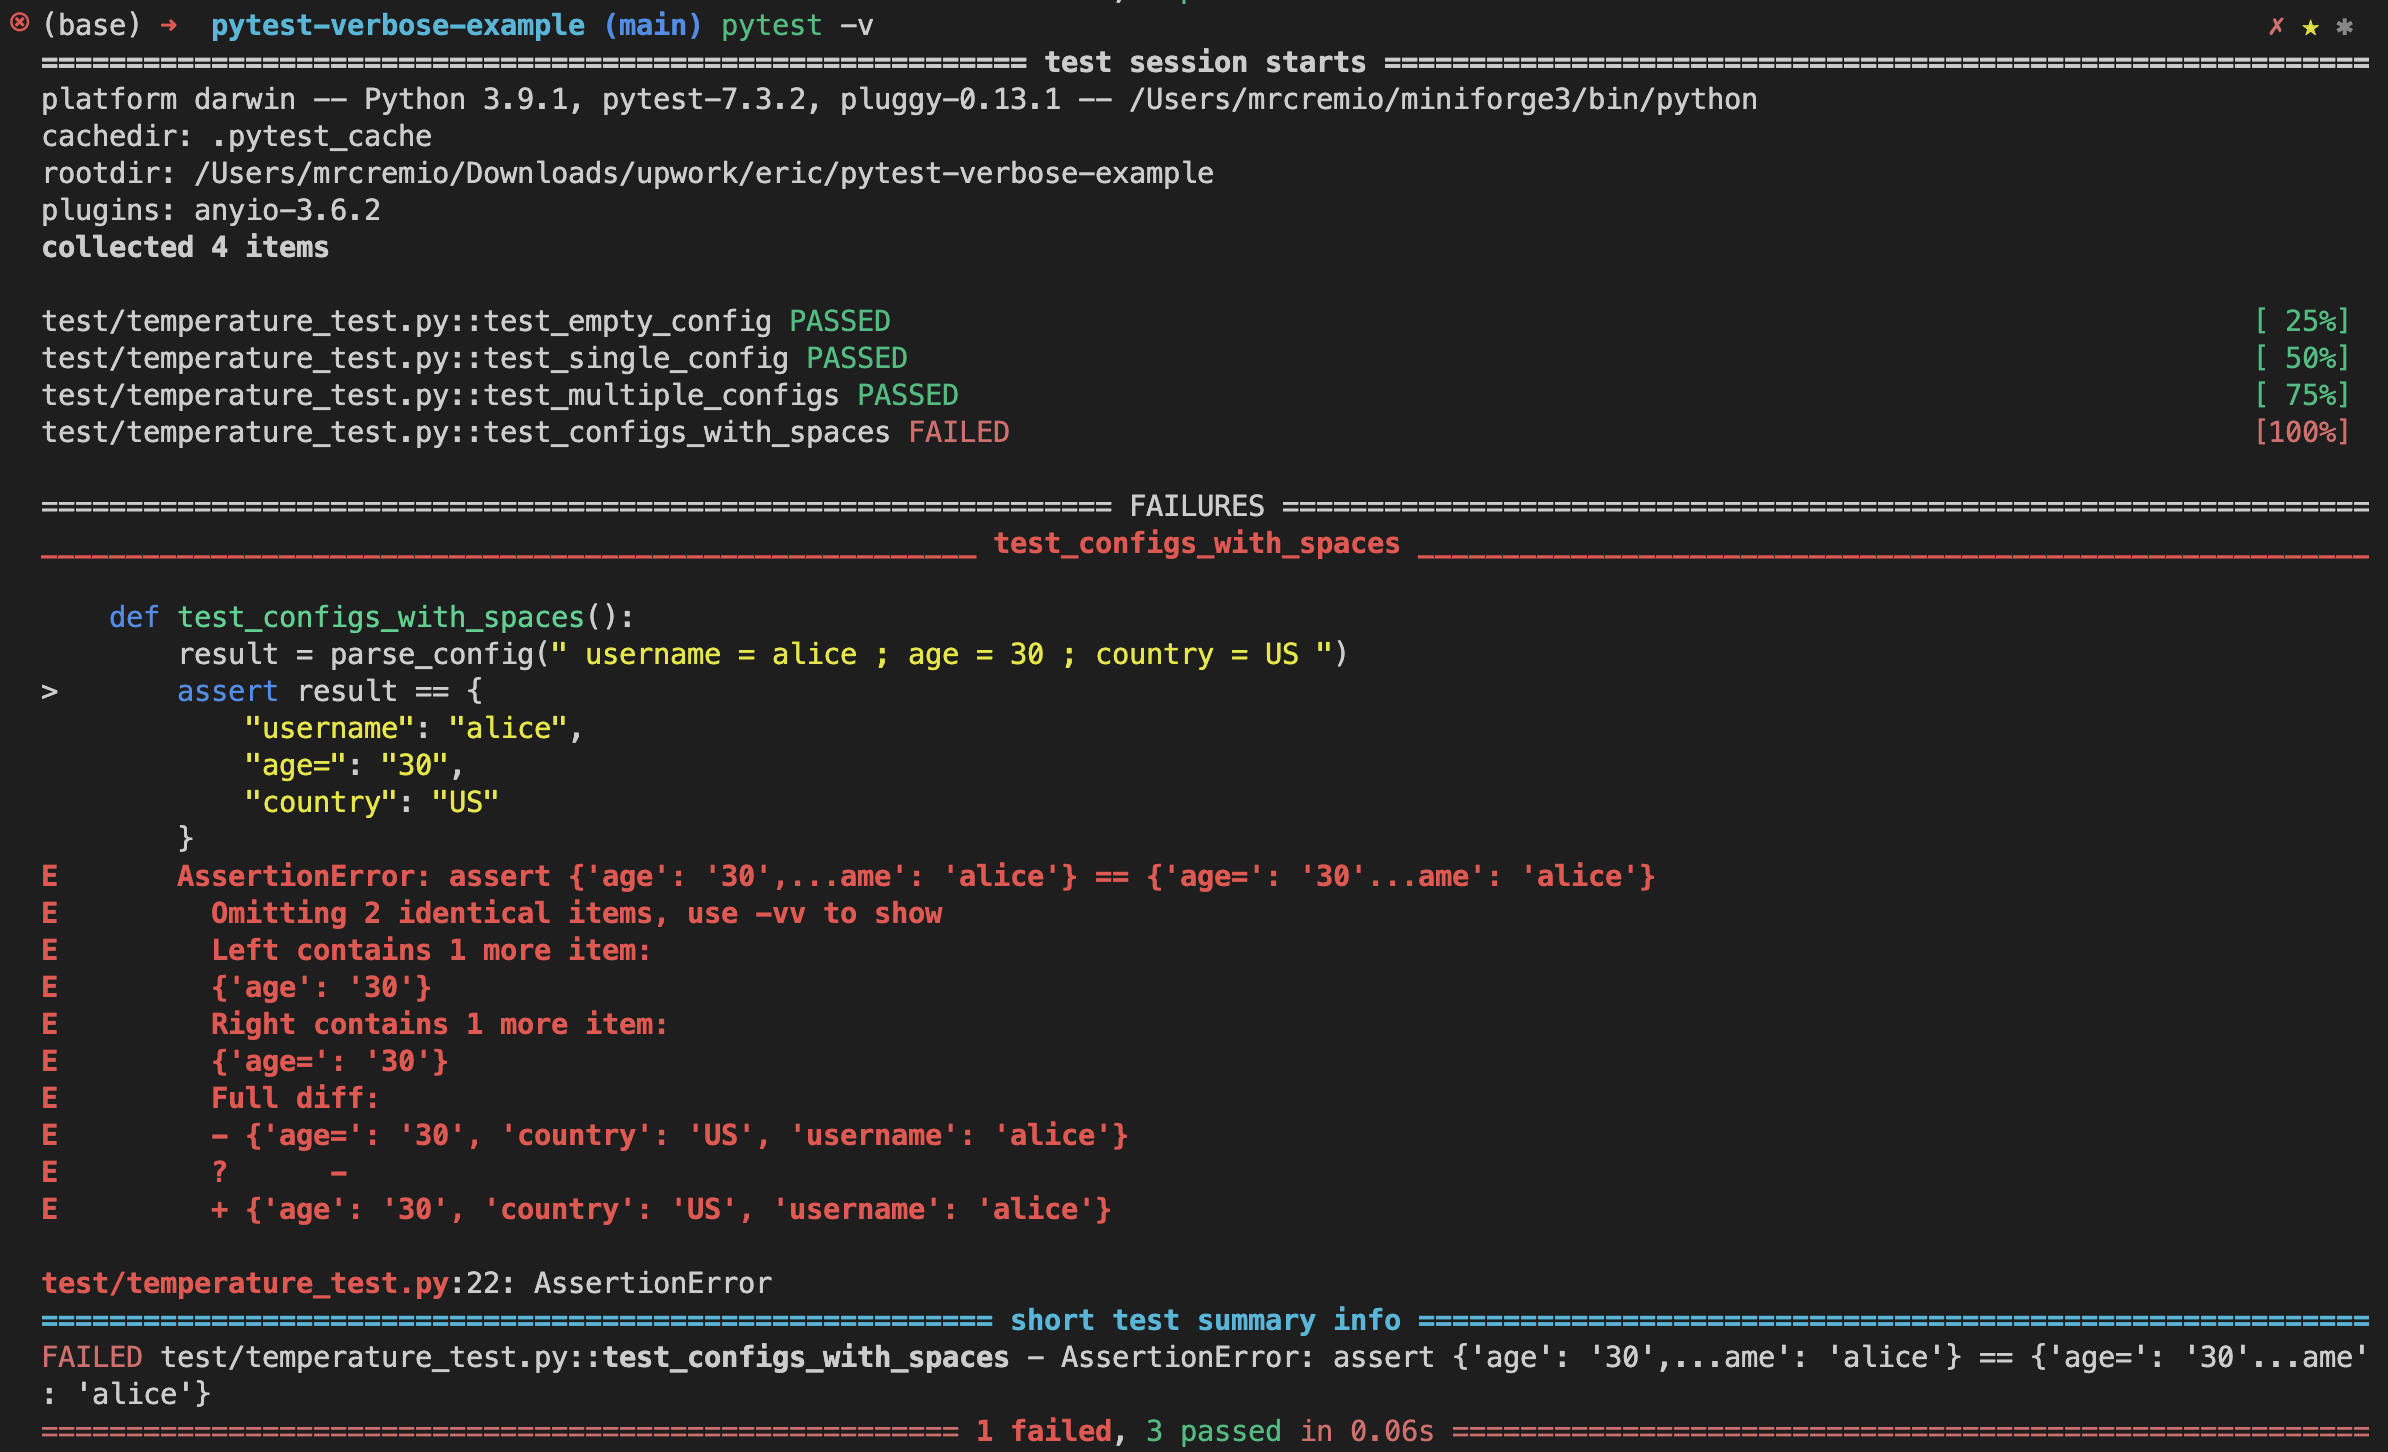 (base) ➜ pytest-verbose-example (main) pytest -v ✗ ★ ✱
========================================================== test session starts ==========================================================
platform darwin -- Python 3.9.1, pytest-7.3.2, pluggy-0.13.1 -- /Users/mrcremio/miniforge3/bin/python
cachedir: .pytest_cache
rootdir: /Users/mrcremio/Downloads/upwork/eric/pytest-verbose-example
plugins: anyio-3.6.2
collected 4 items
test/temperature_test.py::test_empty_config PASSED [ 25%]
test/temperature_test.py::test_single_config PASSED [ 50%]
test/temperature_test.py::test_multiple_configs PASSED [ 75%]
test/temperature_test.py::test_configs_with_spaces FAILED [100%]
=============================================================== FAILURES ================================================================
_______________________________________________________ test_configs_with_spaces ________________________________________________________
    def test_configs_with_spaces():
        result = parse_config(" username = alice ; age = 30 ; country = US ")
>       assert result == {
            "username": "alice",
            "age=": "30",
            "country": "US"
        }
E       AssertionError: assert {'age': '30',...ame': 'alice'} == {'age=': '30'...ame': 'alice'}
E         Omitting 2 identical items, use -vv to show
E         Left contains 1 more item:
E         {'age': '30'}
E         Right contains 1 more item:
E         {'age=': '30'}
E         Full diff:
E         - {'age=': '30', 'country': 'US', 'username': 'alice'}
E         ?      -
E         + {'age': '30', 'country': 'US', 'username': 'alice'}
test/temperature_test.py:22: AssertionError
======================================================== short test summary info ========================================================
FAILED test/temperature_test.py::test_configs_with_spaces - AssertionError: assert {'age': '30',...ame': 'alice'} == {'age=': '30'...ame'
: 'alice'}
====================================================== 1 failed, 3 passed in 0.06s ======================================================